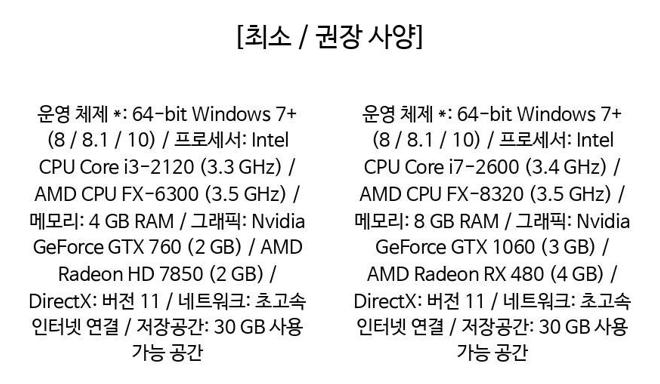 [최소 / 권장 사양]
운영 체제 *: 64-bit Windows 7+
(8 / 8.1 / 10) / 프로세서: Intel
CPU Core i3-2120 (3.3 GHz) /
AMD CPU FX-6300 (3.5 GHz) /
메모리: 4 GB RAM / 그래픽: Nvidia
GeForce GTX 760 (2 GB) / AMD
Radeon HD 7850 (2 GB) /
DirectX: 버전 11 / 네트워크: 초고속
인터넷 연결 / 저장공간: 30 GB 사용
가능 공간
운영 체제 *: 64-bit Windows 7+
(8 / 8.1 / 10) / 프로세서: Intel
CPU Core i7-2600 (3.4 GHz) /
AMD CPU FX-8320 (3.5 GHz) /
메모리: 8 GB RAM / 그래픽: Nvidia
GeForce GTX 1060 (3 GB) /
AMD Radeon RX 480 (4 GB) /
DirectX: 버전 11 / 네트워크: 초고속
인터넷 연결 / 저장공간: 30 GB 사용
가능 공간